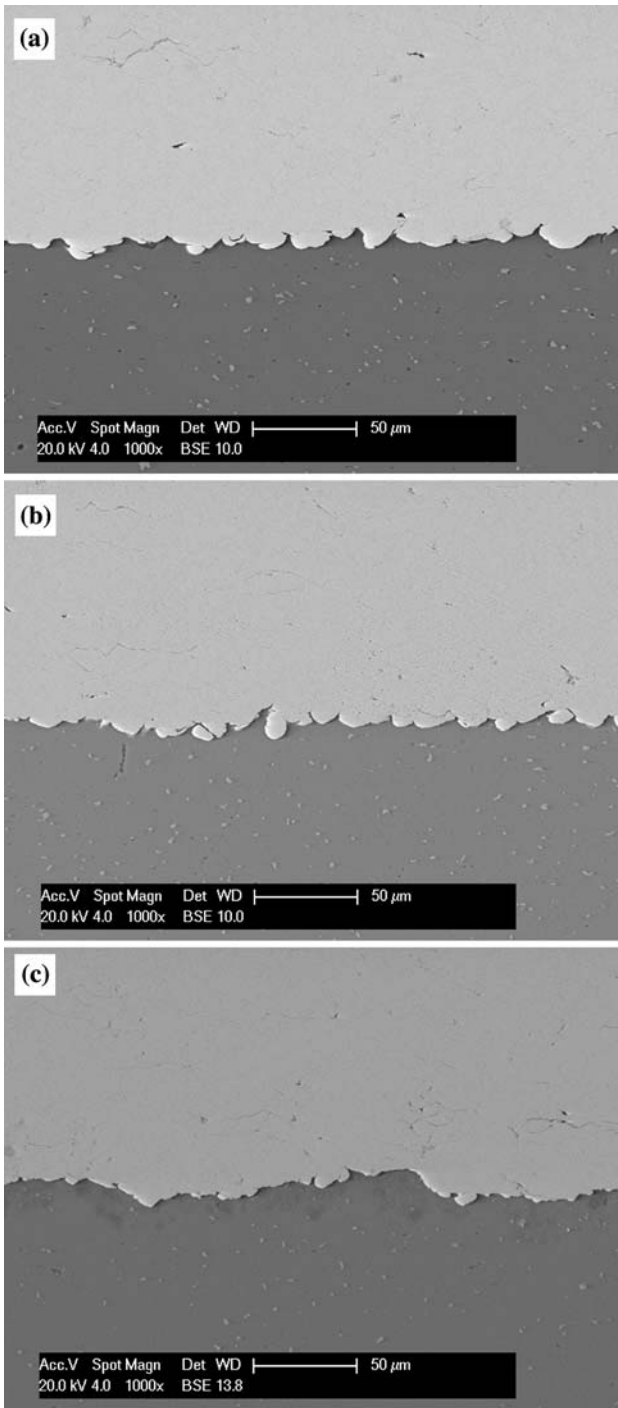 (a)
Acc.V Spot Magn Det WD 50 μm
20.0 kV 4.0 1000x BSE 10.0
(b)
Acc.V Spot Magn Det WD 50 μm
20.0 kV 4.0 1000x BSE 10.0
(c)
Acc.V Spot Magn Det WD 50 μm
20.0 kV 4.0 1000x BSE 13.8